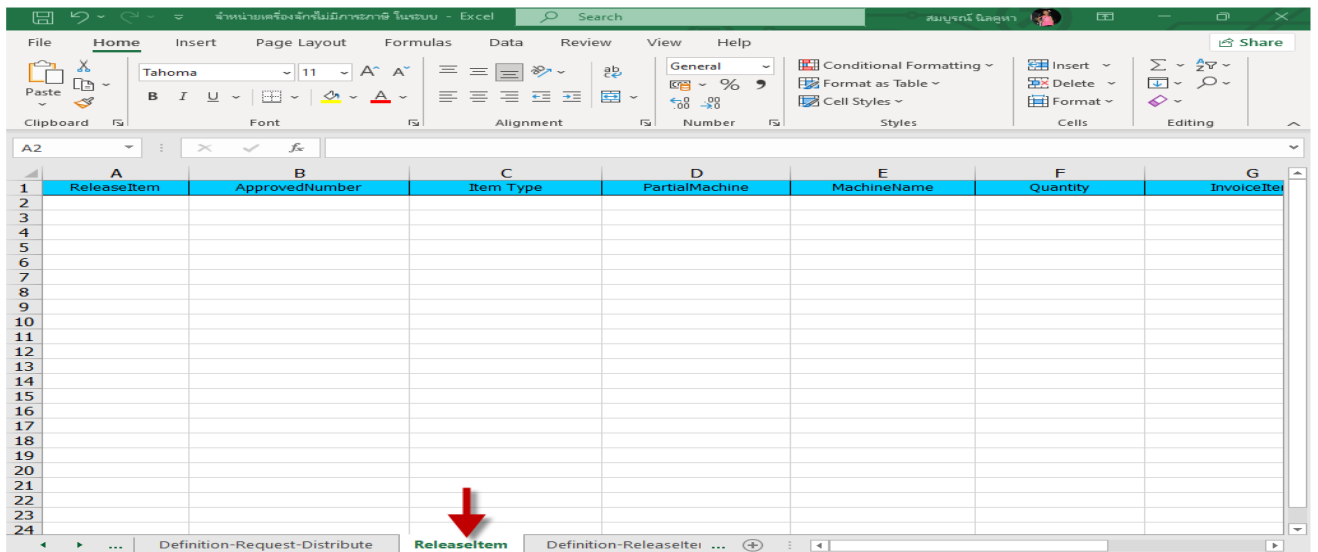 จำหน่ายเครื่องจักรไม่มีภาระภาษี ในระบบ - Excel Search สมบูรณ์ นิลคูหา
File Home Insert Page Layout Formulas Data Review View Help Share
Paste Tahoma 11 A A ab General Conditional Formatting Insert
B I U A % Format as Table Delete
Cell Styles Format
Clipboard Font Alignment Number Styles Cells Editing
A2 fx
A B C D E F G
1 ReleaseItem ApprovedNumber Item Type PartialMachine MachineName Quantity InvoiceIte
2
3
4
5
6
7
8
9
10
11
12
13
14
15
16
17
18
19
20
21
22
23
24
... Definition-Request-Distribute ReleaseItem Definition-ReleaseIte ...